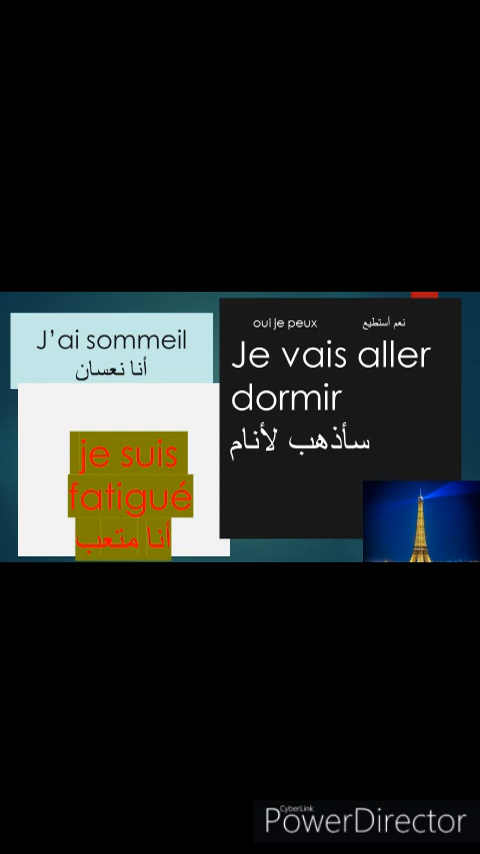 J'ai sommeil
أنا نعسان
je suis
fatigué
أنا متعب
oui je peux
نعم أستطيع
Je vais aller
dormir
سأذهب لأنام
CyberLink
PowerDirector